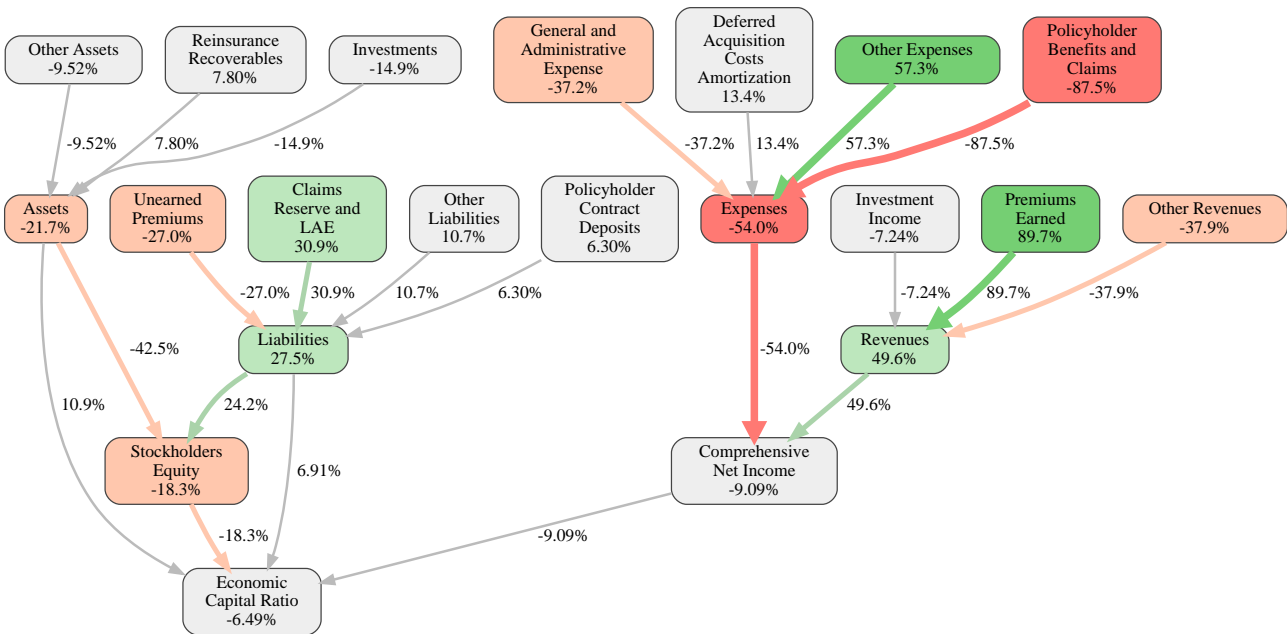 Other Assets
-9.52%
Reinsurance
Recoverables
7.80%
Investments
-14.9%
General and
Administrative
Expense
-37.2%
Deferred
Acquisition
Costs
Amortization
13.4%
Other Expenses
57.3%
Policyholder
Benefits and
Claims
-87.5%
-9.52%
7.80%
-14.9%
-37.2%
13.4%
57.3%
-87.5%
Assets
-21.7%
Unearned
Premiums
-27.0%
Claims
Reserve and
LAE
30.9%
Other
Liabilities
10.7%
Policyholder
Contract
Deposits
6.30%
Expenses
-54.0%
Investment
Income
-7.24%
Premiums
Earned
89.7%
Other Revenues
-37.9%
-27.0%
30.9%
10.7%
6.30%
-7.24%
89.7%
-37.9%
Liabilities
27.5%
Revenues
49.6%
-42.5%
-54.0%
10.9%
24.2%
49.6%
Stockholders
Equity
-18.3%
6.91%
Comprehensive
Net Income
-9.09%
-18.3%
-9.09%
Economic
Capital Ratio
-6.49%